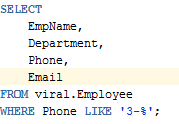 SELECT
EmpName,
Department,
Phone,
Email
FROM viral.Employee
WHERE Phone LIKE '3-%';